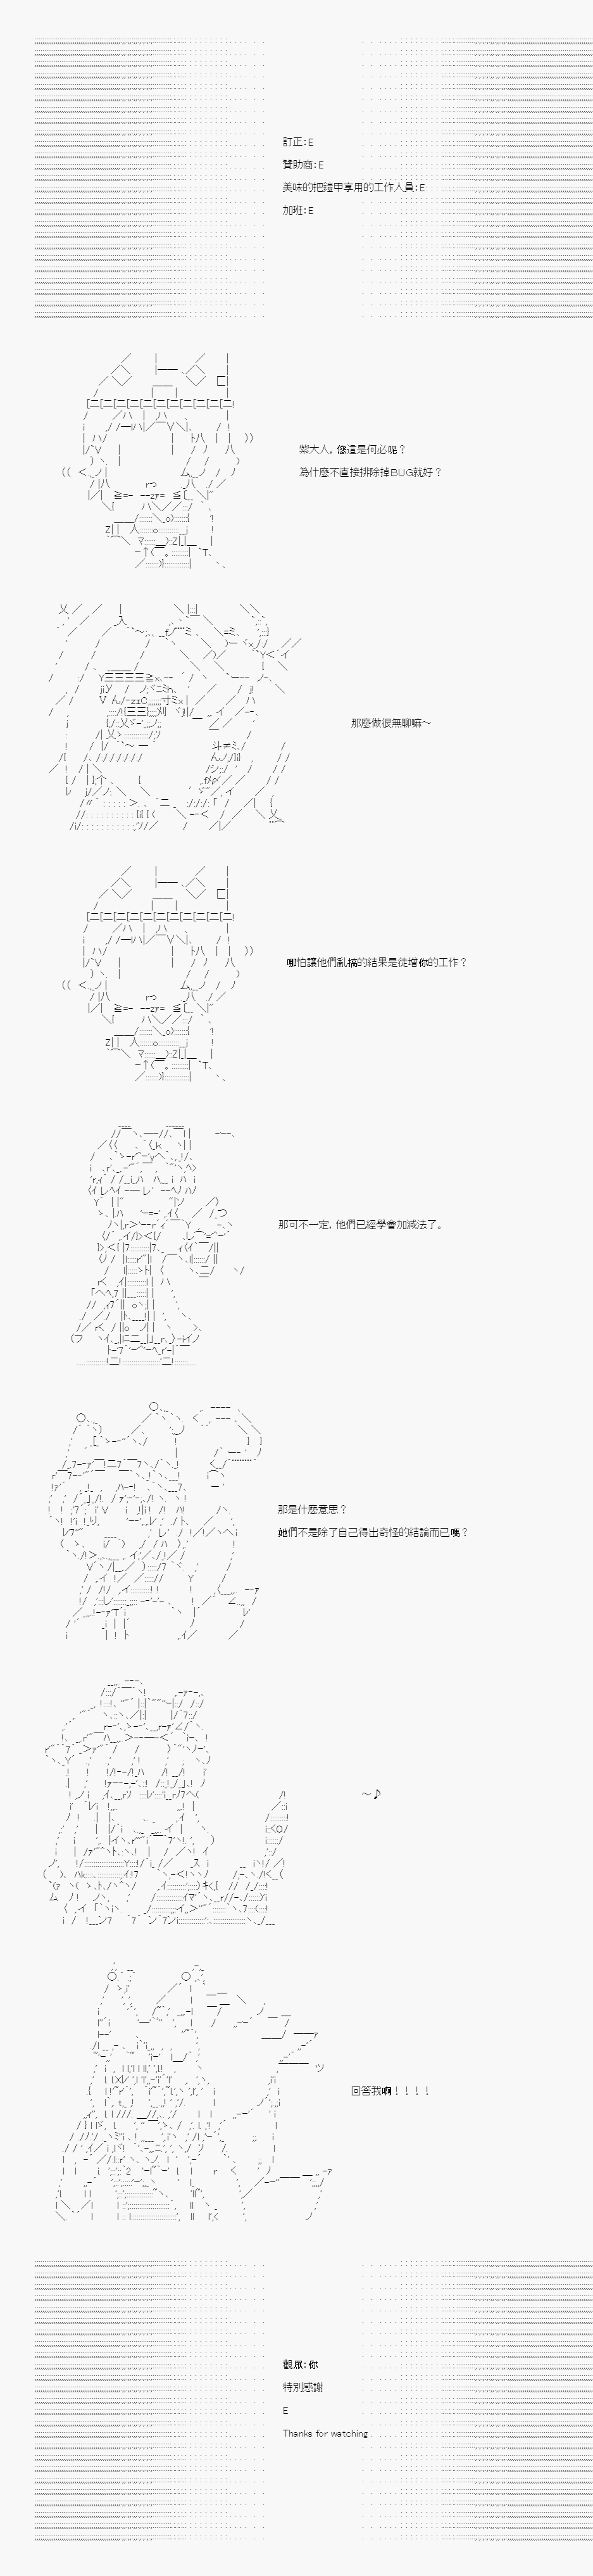 訂正：E
贊助商：E
美味的把鎧甲享用的工作人員：E
加班：E
紫大人，您這是何必呢？
為什麼不直接排除掉BUG就好？
那麼做很無聊嘛～
哪怕讓他們亂搞的結果是徒增你的工作？
那可不一定，他們已經學會加減法了。
那是什麼意思？
她們不是除了自己得出奇怪的結論而已嗎？
～♪
回答我啊！！！！
觀眾：你
特別感謝
E
Thanks for watching .